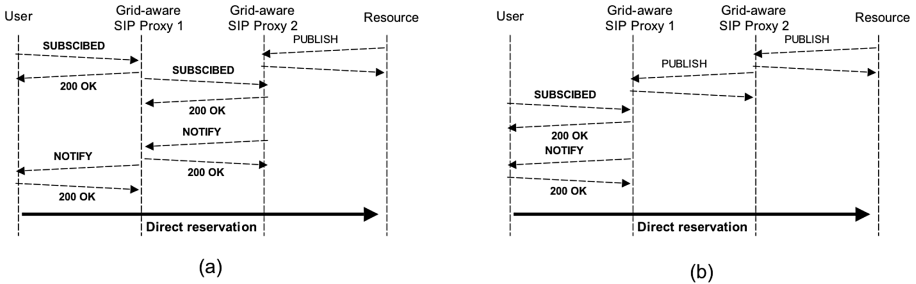 User
Grid-aware
SIP Proxy 1
Grid-aware
SIP Proxy 2
Resource
PUBLISH
SUBSCIBED
SUBSCIBED
200 OK
200 OK
NOTIFY
NOTIFY
200 OK
200 OK
Direct reservation
(a)
User
Grid-aware
SIP Proxy 1
Grid-aware
SIP Proxy 2
Resource
PUBLISH
PUBLISH
SUBSCIBED
200 OK
NOTIFY
200 OK
Direct reservation
(b)